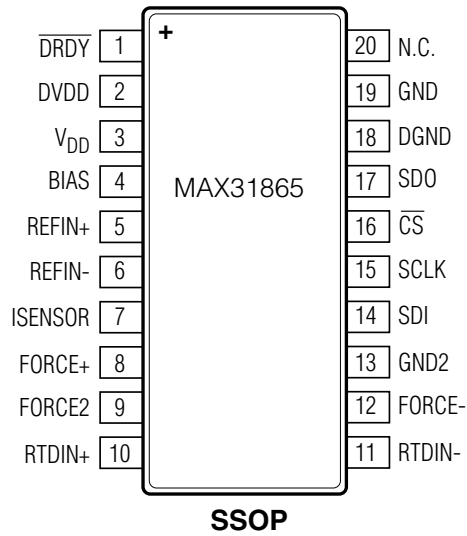 +
DRDY 1 20 N.C.
DVDD 2 19 GND
VDD 3 18 DGND
BIAS 4 MAX31865 17 SDO
REFIN+ 5 16 CS
REFIN- 6 15 SCLK
ISENSOR 7 14 SDI
FORCE+ 8 13 GND2
FORCE2 9 12 FORCE-
RTDIN+ 10 11 RTDIN-
SSOP